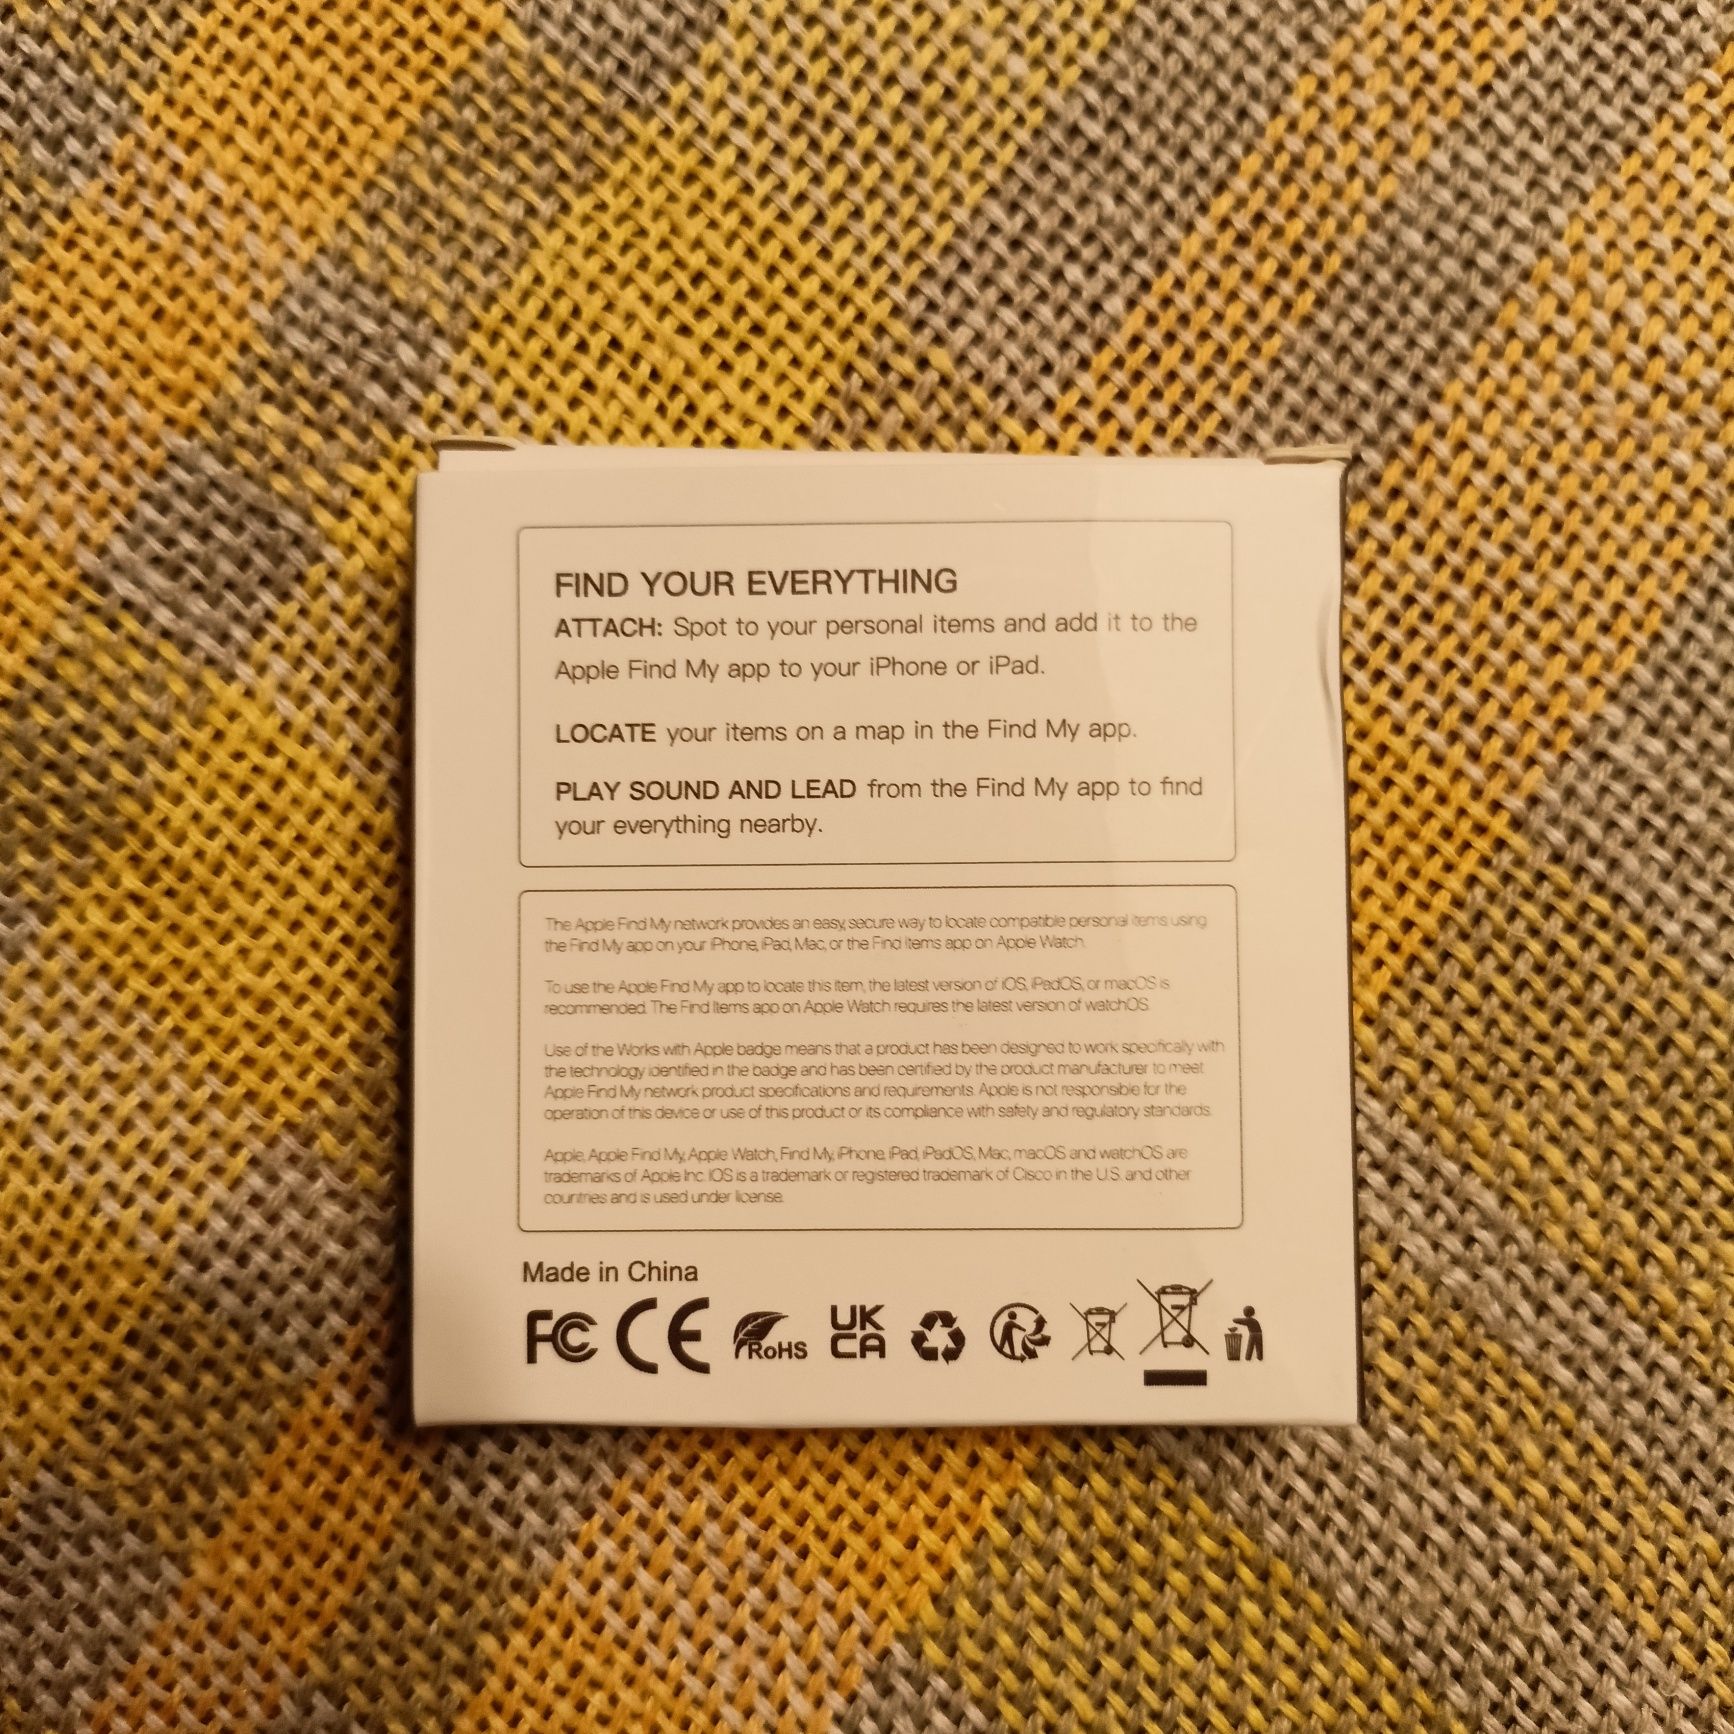 FIND YOUR EVERYTHING
ATTACH: Spot to your personal items and add it to the
Apple Find My app to your iPhone or iPad.
LOCATE your items on a map in the Find My app.
PLAY SOUND AND LEAD from the Find My app to find
your everything nearby.
The Apple Find My network provides an easy, secure way to locate compatible personal items using
the Find My app on your iPhone, iPad, Mac, or the Find Items app on Apple Watch.
To use the Apple Find My app to locate this item, the latest version of iOS, iPadOS, or macOS is
recommended. The Find Items app on Apple Watch requires the latest version of watchOS.
Use of the Works with Apple badge means that a product has been designed to work specifically with
the technology identified in the badge and has been certified by the product manufacturer to meet
Apple Find My network product specifications and requirements. Apple is not responsible for the
operation of this device or use of this product or its compliance with safety and regulatory standards.
Apple, Apple Find My, Apple Watch, Find My, iPhone, iPad, iPadOS, Mac, macOS and watchOS are
trademarks of Apple Inc. IOS is a trademark or registered trademark of Cisco in the U.S. and other
countries and is used under license.
Made in China
FC CE RoHS UK
CA